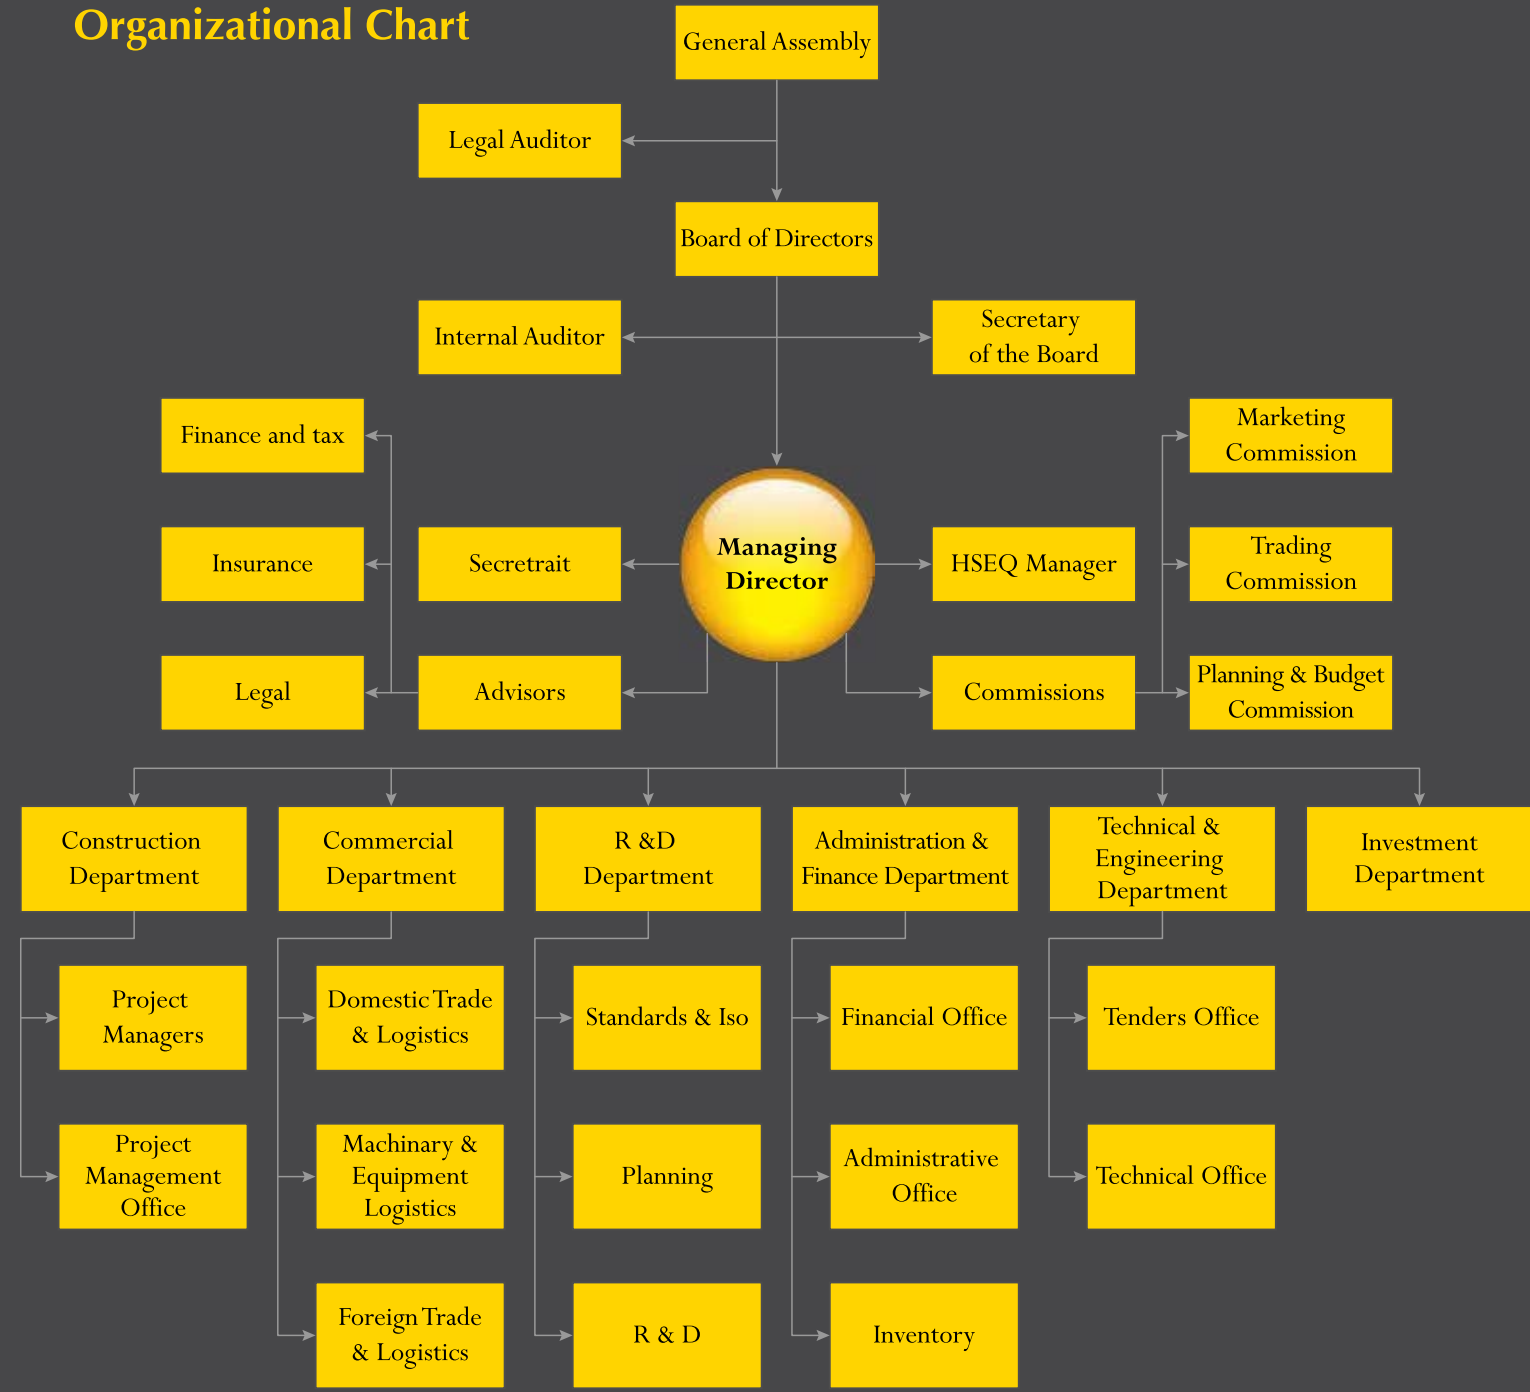 Organizational Chart
General Assembly
Legal Auditor
Board of Directors
Internal Auditor
Secretary
of the Board
Finance and tax
Marketing
Commission
Managing
Director
Insurance
Secretrait
HSEQ Manager
Trading
Commission
Legal
Advisors
Commissions
Planning & Budget
Commission
Construction
Department
Commercial
Department
R &D
Department
Administration &
Finance Department
Technical &
Engineering
Department
Investment
Department
Project
Managers
Domestic Trade
& Logistics
Standards & Iso
Financial Office
Tenders Office
Project
Management
Office
Machinary &
Equipment
Logistics
Planning
Administrative
Office
Technical Office
Foreign Trade
& Logistics
R & D
Inventory